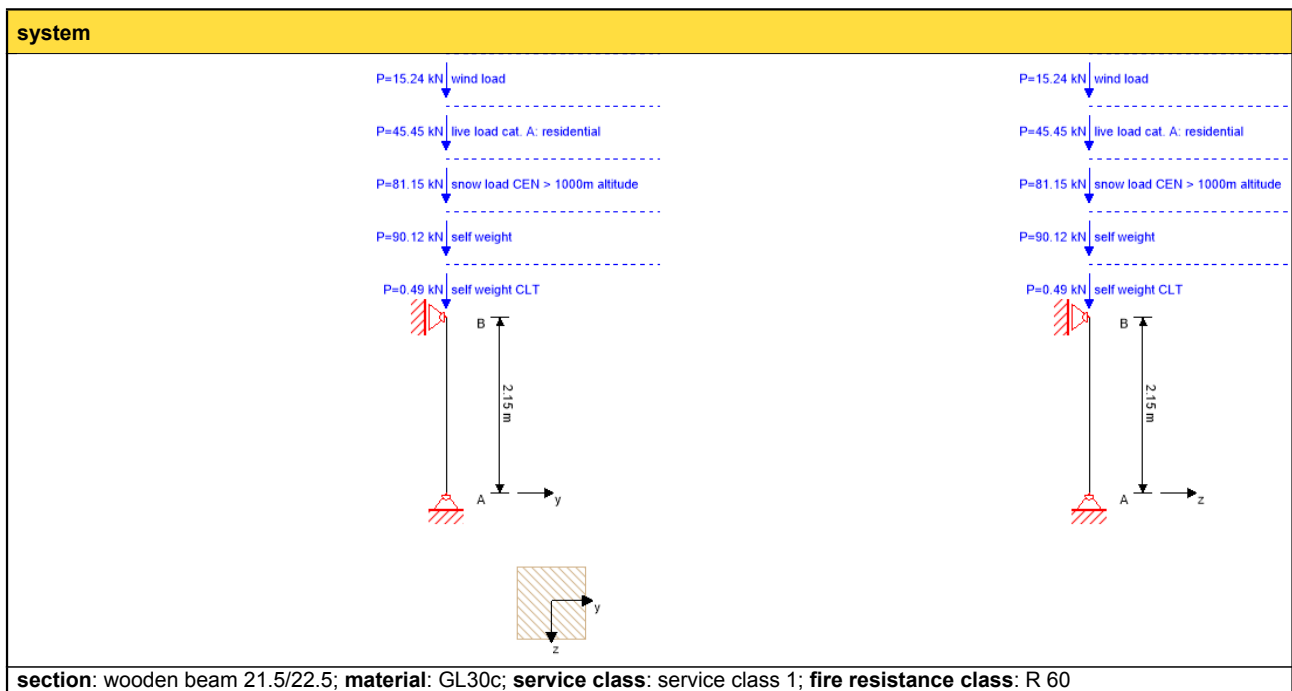 system
P=15.24 kN wind load
P=45.45 kN live load cat. A: residential
P=81.15 kN snow load CEN > 1000m altitude
P=90.12 kN self weight
P=0.49 kN self weight CLT
B
2.15 m
A
y
y
z
P=15.24 kN wind load
P=45.45 kN live load cat. A: residential
P=81.15 kN snow load CEN > 1000m altitude
P=90.12 kN self weight
P=0.49 kN self weight CLT
B
2.15 m
A
z
section: wooden beam 21.5/22.5; material: GL30c; service class: service class 1; fire resistance class: R 60